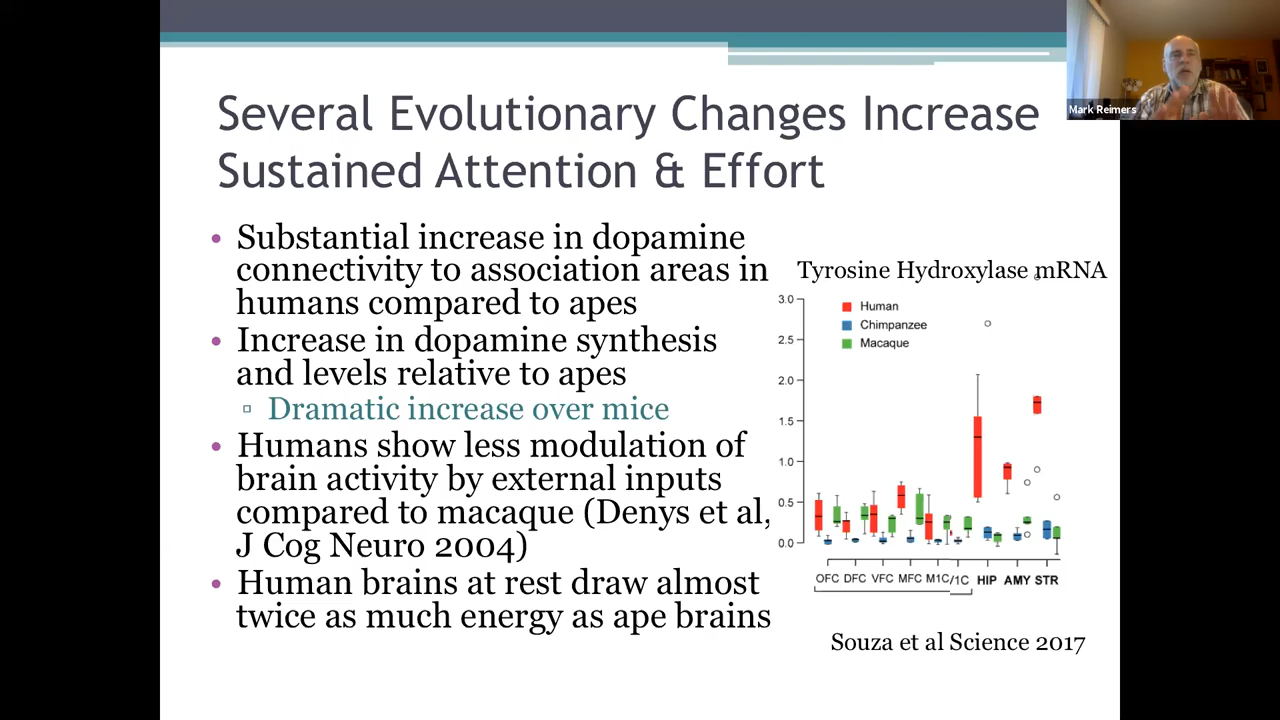 Mark Reimers
Several Evolutionary Changes Increase
Sustained Attention & Effort
• Substantial increase in dopamine
connectivity to association areas in
humans compared to apes
• Increase in dopamine synthesis
and levels relative to apes
▫ Dramatic increase over mice
• Humans show less modulation of
brain activity by external inputs
compared to macaque (Denys et al,
J Cog Neuro 2004)
• Human brains at rest draw almost
twice as much energy as ape brains
Tyrosine Hydroxylase mRNA
Human
Chimpanzee
Macaque
3.0
2.5
2.0
1.5
1.0
0.5
0.0
OFC DFC VFC MFC M1C /1C HIP AMY STR
Souza et al Science 2017